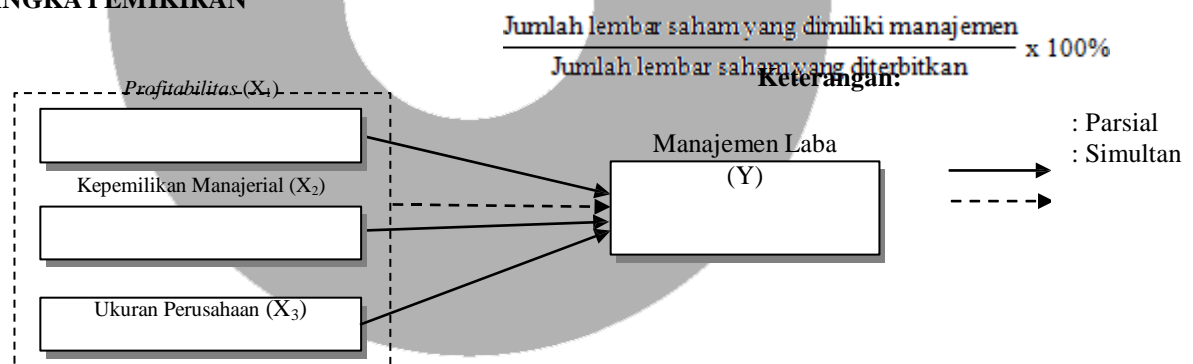 NGKA PEMIKIRAN
Jumlah lembar saham yang dimiliki manajemen
x 100%
Jumlah lembar saham yang diterbitkan
Keterangan:
Profitabilitas (X₁)
: Parsial
: Simultan
Manajemen Laba
(Y)
Kepemilikan Manajerial (X₂)
Ukuran Perusahaan (X₃)